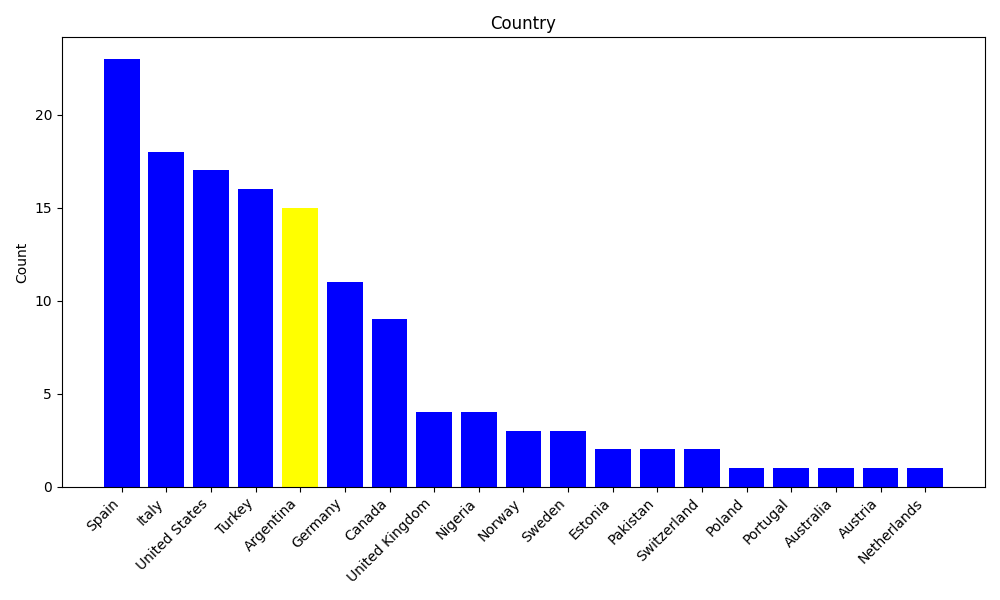 Country
Count
20
15
10
5
0
Spain
Italy
United States
Turkey
Argentina
Germany
Canada
United Kingdom
Nigeria
Norway
Sweden
Estonia
Pakistan
Switzerland
Poland
Portugal
Australia
Austria
Netherlands